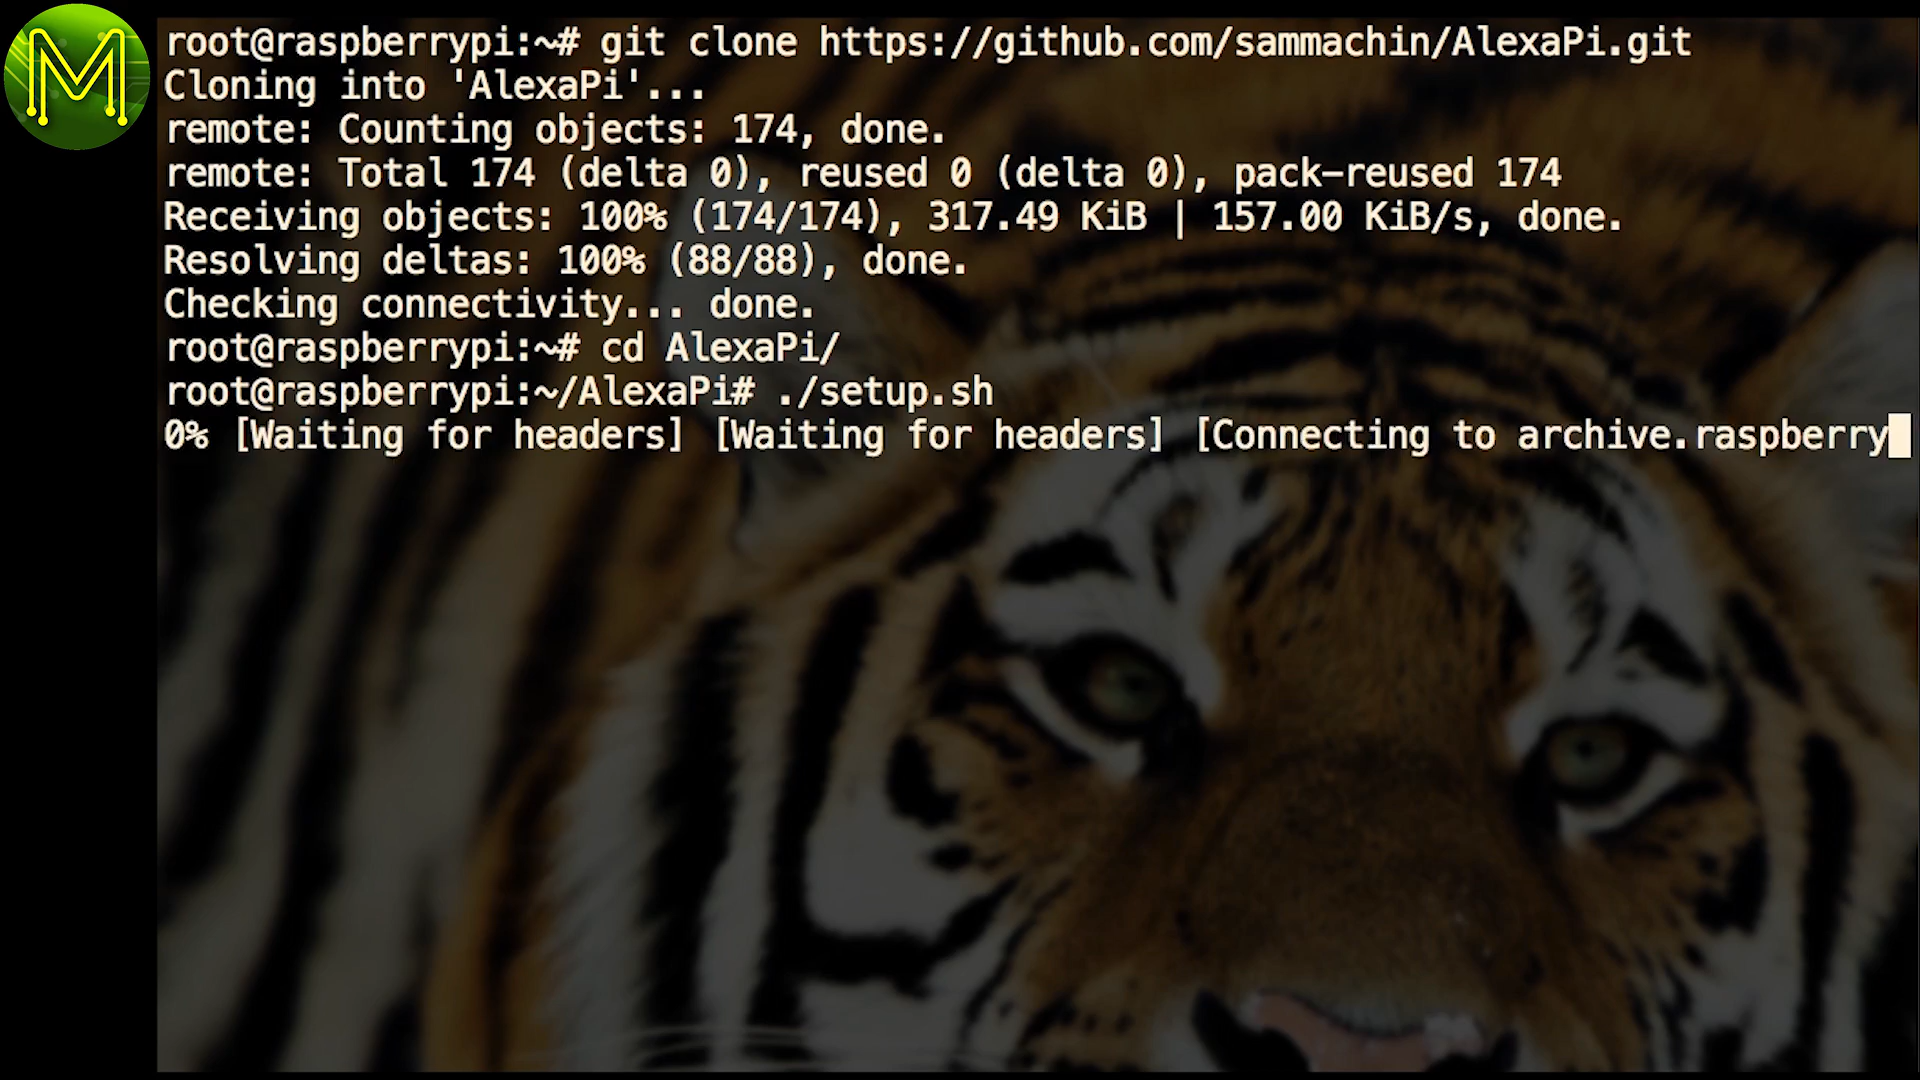 M
root@raspberrypi:~# git clone https://github.com/sammachin/AlexaPi.git
Cloning into 'AlexaPi'...
remote: Counting objects: 174, done.
remote: Total 174 (delta 0), reused 0 (delta 0), pack-reused 174
Receiving objects: 100% (174/174), 317.49 KiB | 157.00 KiB/s, done.
Resolving deltas: 100% (88/88), done.
Checking connectivity... done.
root@raspberrypi:~# cd AlexaPi/
root@raspberrypi:~/AlexaPi# ./setup.sh
0% [Waiting for headers] [Waiting for headers] [Connecting to archive.raspberry